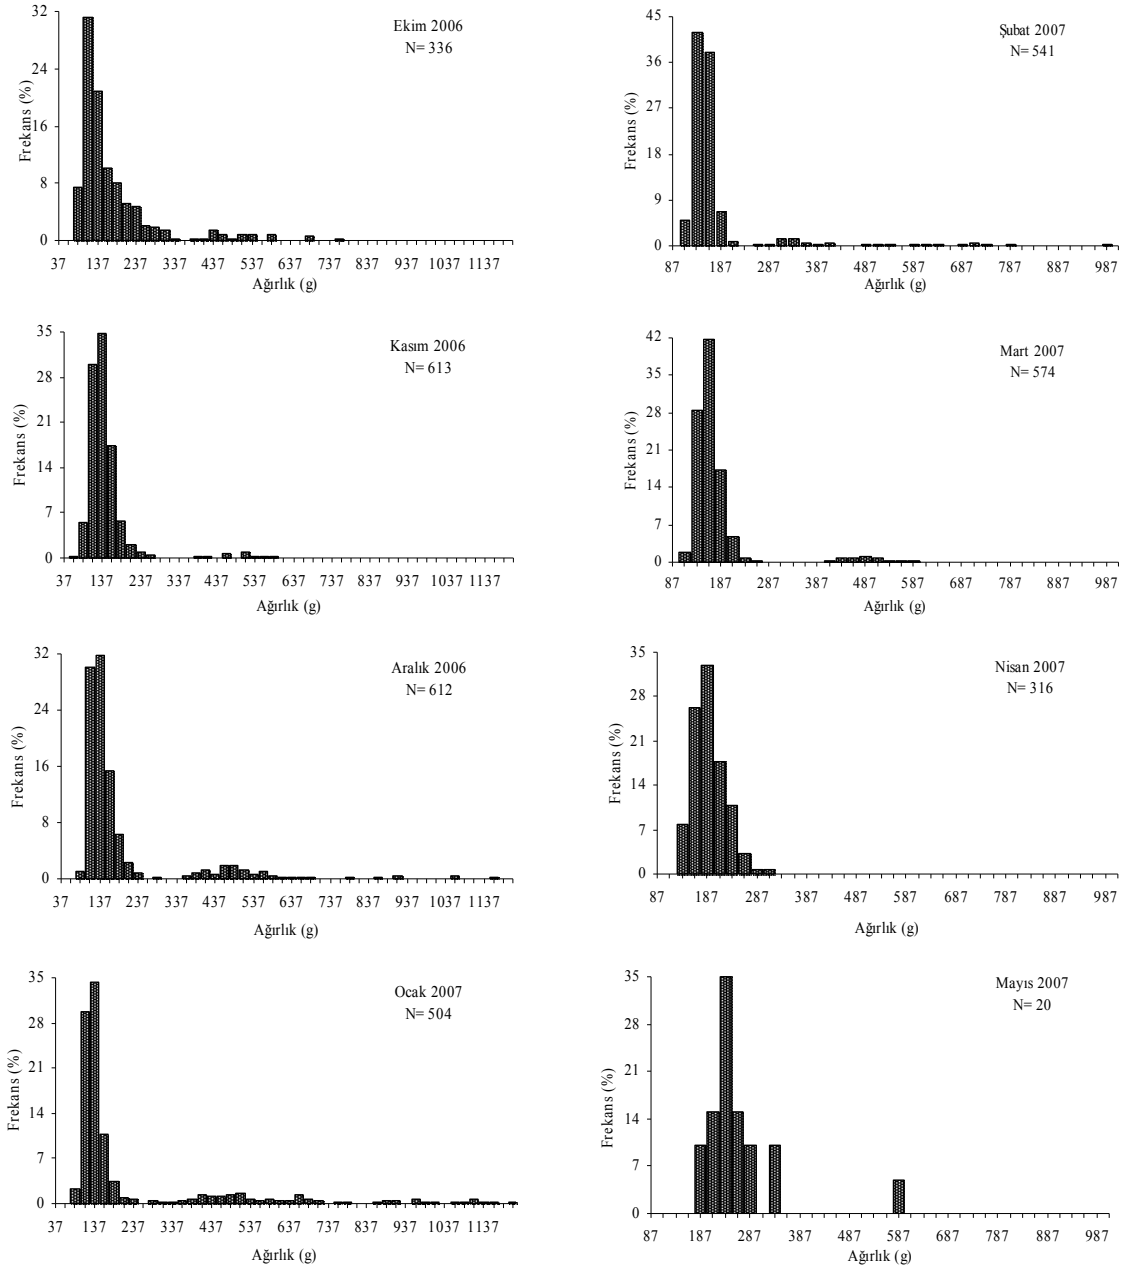 Ekim 2006
N= 336
Frekans (%)
32
24
16
8
0
37 137 237 337 437 537 637 737 837 937 1037 1137
Ağırlık (g)
Şubat 2007
N= 541
Frekans (%)
45
36
27
18
9
0
87 187 287 387 487 587 687 787 887 987
Ağırlık (g)
Kasım 2006
N= 613
Frekans (%)
35
28
21
14
7
0
37 137 237 337 437 537 637 737 837 937 1037 1137
Ağırlık (g)
Mart 2007
N= 574
Frekans (%)
42
35
28
21
14
7
0
87 187 287 387 487 587 687 787 887 987
Ağırlık (g)
Aralık 2006
N= 612
Frekans (%)
32
24
16
8
0
37 137 237 337 437 537 637 737 837 937 1037 1137
Ağırlık (g)
Nisan 2007
N= 316
Frekans (%)
35
28
21
14
7
0
87 187 287 387 487 587 687 787 887 987
Ağırlık (g)
Ocak 2007
N= 504
Frekans (%)
35
28
21
14
7
0
37 137 237 337 437 537 637 737 837 937 1037 1137
Ağırlık (g)
Mayıs 2007
N= 20
Frekans (%)
35
28
21
14
7
0
87 187 287 387 487 587 687 787 887 987
Ağırlık (g)